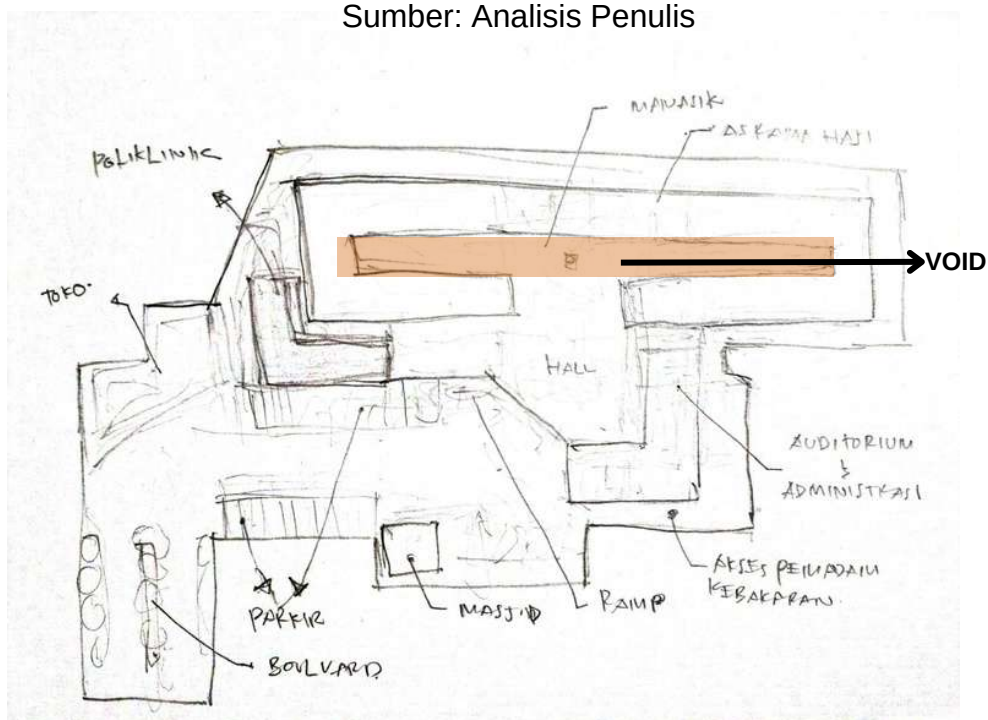 Sumber: Analisis Penulis
MANASIK
ASRAMA HAJI
POLIKLINIK
VOID
TOKO.
HALL
AUDITORIUM
&
ADMINISTRASI
AKSES PEMADAM
KEBAKARAN.
PARKIR
MASJID
RAMP
BOULVARD.